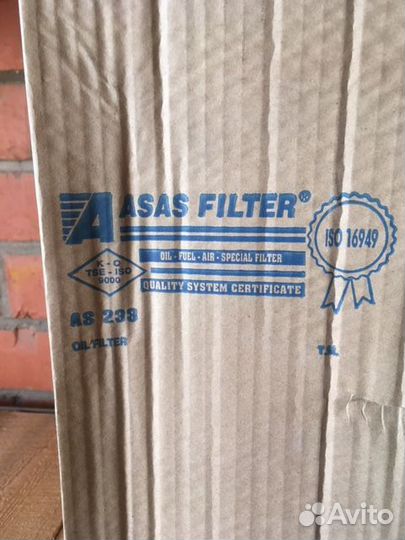 A ASAS FILTER®
ISO 16949
OIL - FUEL - AIR - SPECIAL FILTER
K - C
TSE - ISO
9000
QUALITY SYSTEM CERTIFICATE
AS 238
OIL FILTER
Avito